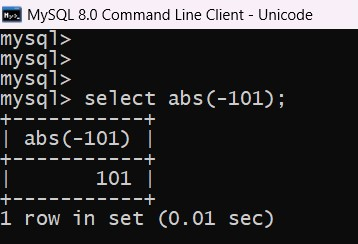 MySQL 8.0 Command Line Client - Unicode
mysql>
mysql>
mysql>
mysql> select abs(-101);
+-----------+
| abs(-101) |
+-----------+
|       101 |
+-----------+
1 row in set (0.01 sec)